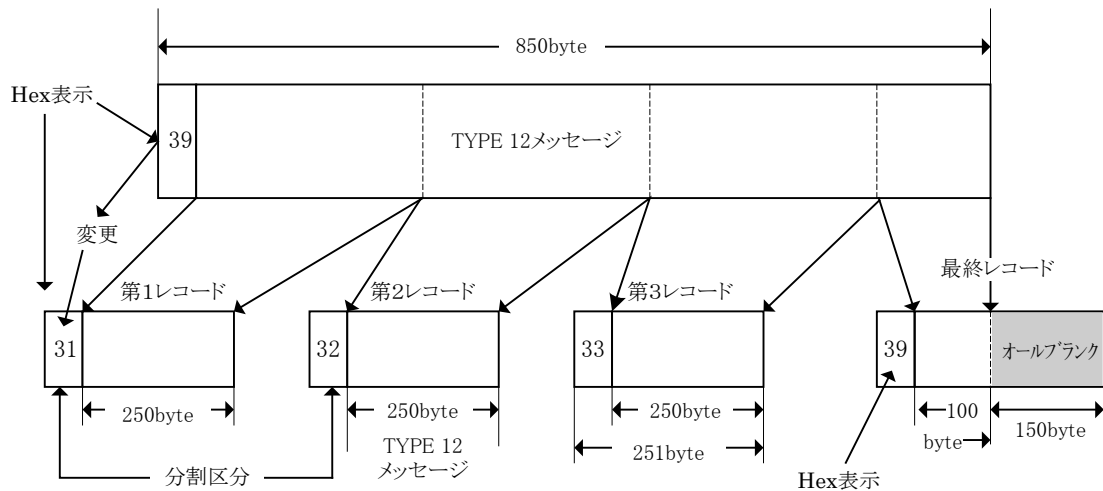 850byte
Hex表示
39
TYPE 12メッセージ
変更
第1レコード
第2レコード
第3レコード
最終レコード
31
32
33
39
オールブランク
250byte
250byte
250byte
100
byte
150byte
TYPE 12
メッセージ
251byte
分割区分
Hex表示